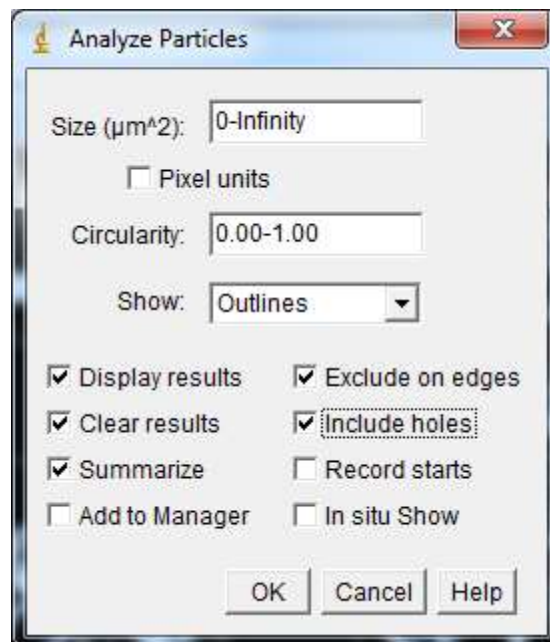 Analyze Particles
Size (µm^2): 0-Infinity
Pixel units
Circularity: 0.00-1.00
Show: Outlines
Display results Exclude on edges
Clear results Include holes
Summarize Record starts
Add to Manager In situ Show
OK Cancel Help